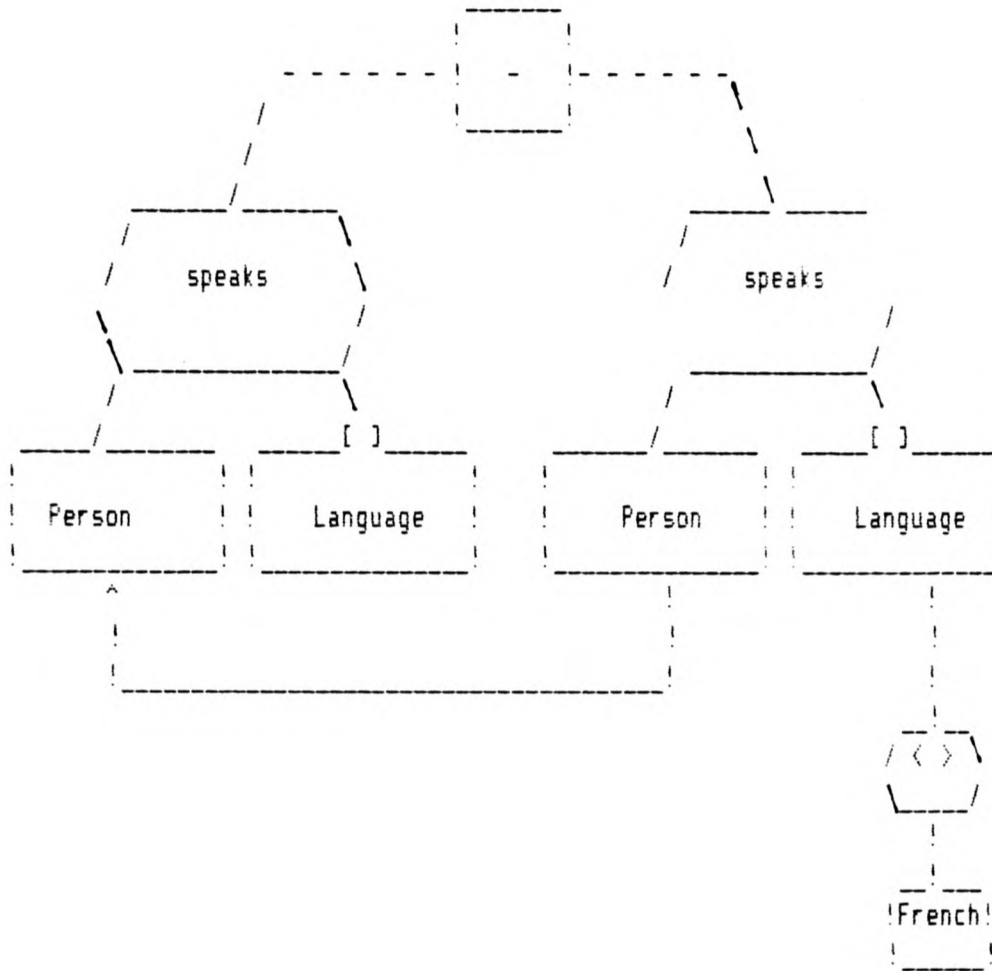 -
speaks speaks
[ ] [ ]
Person Language Person Language
< >
French